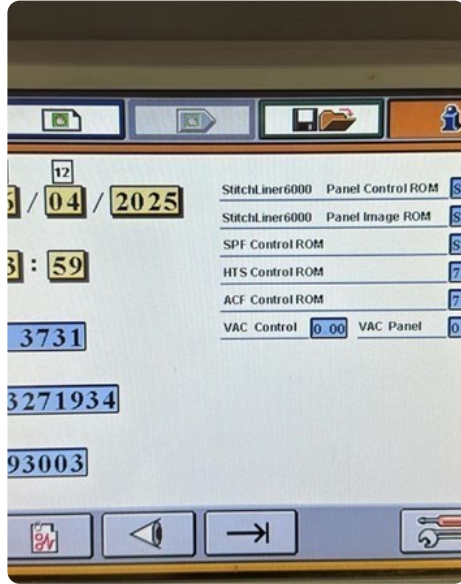 12
/ 04 / 2025
: 59
3731
3271934
93003
StitchLiner6000 Panel Control ROM
StitchLiner6000 Panel Image ROM
SPF Control ROM
HTS Control ROM
ACF Control ROM
VAC Control 0.00 VAC Panel